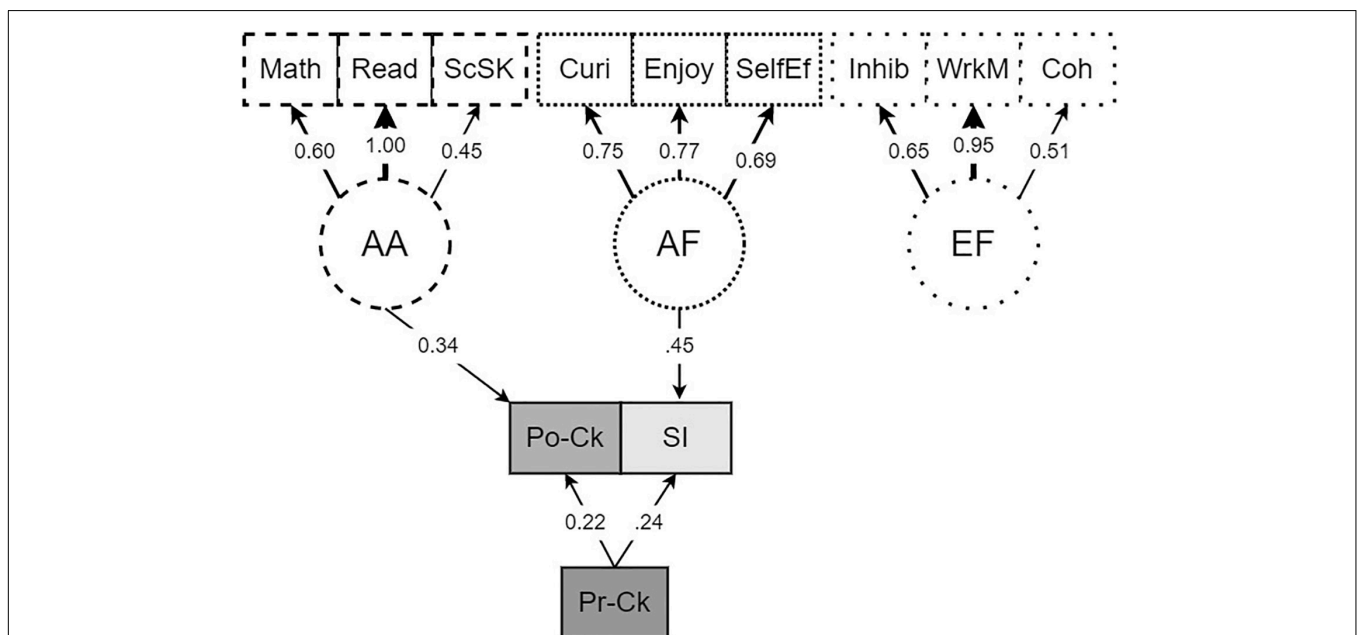 Math Read ScSK Curi Enjoy SelfEf Inhib WrkM Coh
0.60 1.00 0.45 0.75 0.77 0.69 0.65 0.95 0.51
AA AF EF
0.34 .45
Po-Ck SI
0.22 .24
Pr-Ck